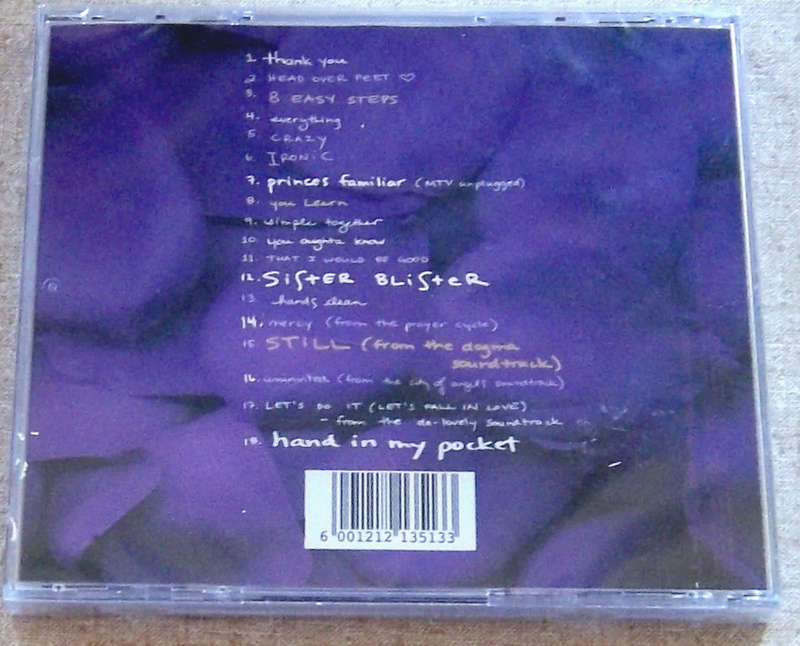 1. thank you
2 HEAD OVER FEET ♡
3. 8 EASY STEPS
4. everything
5 CRAZY
6. IRONIC
7. princes familiar (MTV unplugged)
8. you Learn
9. simple together
10. you oughta know
11. THAT I WOULD BE GOOD
12. SiSTER BLiSTeR
13. hands clean
14. mercy (from the prayer cycle)
15. STILL (from the dogma
soundtrack)
16. uninvited (from the city of angels soundtrack)
17. LET'S DO IT (LET'S FALL IN LOVE)
- from the de-lovely soundtrack
18. hand in my pocket
6 001212 135133